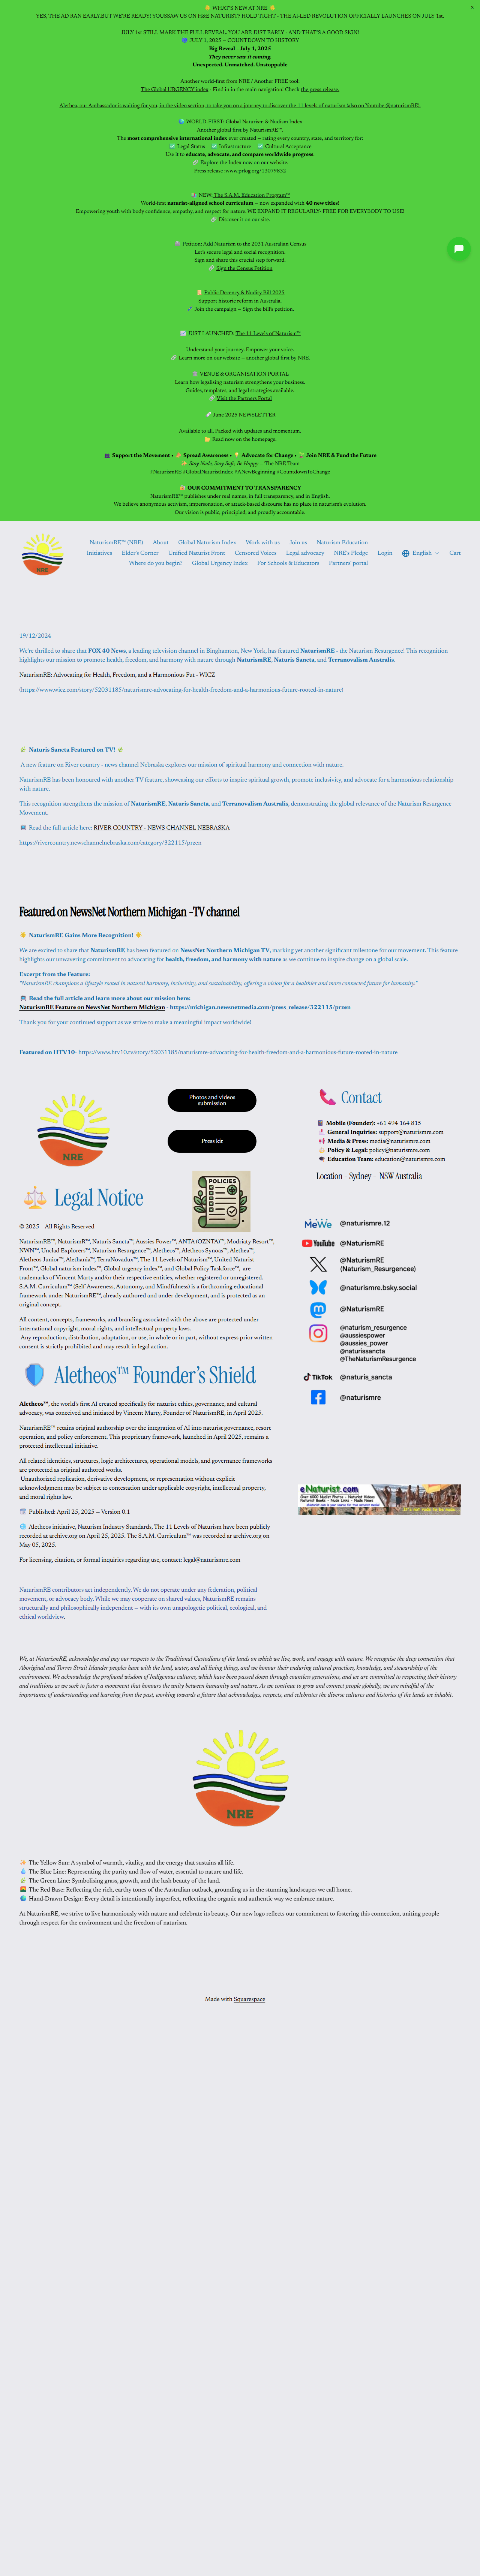 WHAT'S NEW AT NRE
YES, THE AD RAN EARLY.BUT WE'RE READY! YOUSSAW US ON H&E NATURIST? HOLD TIGHT - THE AI-LED REVOLUTION OFFICIALLY LAUNCHES ON JULY 1st.
JULY 1st STILL MARK THE FULL REVEAL. YOU ARE JUST EARLY - AND THAT'S A GOOD SIGN!
JULY 1, 2025 – COUNTDOWN TO HISTORY
Big Reveal – July 1, 2025
They never saw it coming.
Unexpected. Unmatched. Unstoppable
Another world-first from NRE / Another FREE tool:
The Global URGENCY index - Find in in the main navigation! Check the press release.
Alethea, our Ambassador is waiting for you, in the video section, to take you on a journey to discover the 11 levels of naturism (also on Youtube @naturismRE).
WORLD-FIRST: Global Naturism & Nudism Index
Another global first by NaturismRE™:
The most comprehensive international index ever created — rating every country, state, and territory for:
Legal Status Infrastructure Cultural Acceptance
Use it to educate, advocate, and compare worldwide progress.
Explore the Index now on our website.
Press release :www.prlog.org/13079832
NEW: The S.A.M. Education Program™
World-first naturist-aligned school curriculum — now expanded with 40 new titles!
Empowering youth with body confidence, empathy, and respect for nature. WE EXPAND IT REGULARLY- FREE FOR EVERYBODY TO USE!
Discover it on our site.
Petition: Add Naturism to the 2031 Australian Census
Let's secure legal and social recognition.
Sign and share this crucial step forward.
Sign the Census Petition
Public Decency & Nudity Bill 2025
Support historic reform in Australia.
Join the campaign — Sign the bill's petition.
JUST LAUNCHED: The 11 Levels of Naturism™
Understand your journey. Empower your voice.
Learn more on our website — another global first by NRE.
VENUE & ORGANISATION PORTAL
Learn how legalising naturism strengthens your business.
Guides, templates, and legal strategies available.
Visit the Partners Portal
June 2025 NEWSLETTER
Available to all. Packed with updates and momentum.
Read now on the homepage.
Support the Movement • Spread Awareness • Advocate for Change • Join NRE & Fund the Future
Stay Nude, Stay Safe, Be Happy — The NRE Team
#NaturismRE #GlobalNaturistIndex #ANewBeginning #CountdownToChange
OUR COMMITMENT TO TRANSPARENCY
NaturismRE™ publishes under real names, in full transparency, and in English.
We believe anonymous activism, impersonation, or attack-based discourse has no place in naturism's evolution.
Our vision is public, principled, and proudly accountable.
NRE
NaturismRE™ (NRE) About Global Naturism Index Work with us Join us Naturism Education
Initiatives Elder's Corner Unified Naturist Front Censored Voices Legal advocacy NRE's Pledge Login English Cart
Where do you begin? Global Urgency Index For Schools & Educators Partners' portal
19/12/2024
We're thrilled to share that FOX 40 News, a leading television channel in Binghamton, New York, has featured NaturismRE - the Naturism Resurgence! This recognition
highlights our mission to promote health, freedom, and harmony with nature through NaturismRE, Naturis Sancta, and Terranovalism Australis.
NaturismRE: Advocating for Health, Freedom, and a Harmonious Fut - WICZ
(https://www.wicz.com/story/52031185/naturismre-advocating-for-health-freedom-and-a-harmonious-future-rooted-in-nature)
Naturis Sancta Featured on TV!
A new feature on River country - news channel Nebraska explores our mission of spiritual harmony and connection with nature.
NaturismRE has been honoured with another TV feature, showcasing our efforts to inspire spiritual growth, promote inclusivity, and advocate for a harmonious relationship
with nature.
This recognition strengthens the mission of NaturismRE, Naturis Sancta, and Terranovalism Australis, demonstrating the global relevance of the Naturism Resurgence
Movement.
Read the full article here: RIVER COUNTRY - NEWS CHANNEL NEBRASKA
https://rivercountry.newschannelnebraska.com/category/322115/przen
Featured on NewsNet Northern Michigan -TV channel
NaturismRE Gains More Recognition!
We are excited to share that NaturismRE has been featured on NewsNet Northern Michigan TV, marking yet another significant milestone for our movement. This feature
highlights our unwavering commitment to advocating for health, freedom, and harmony with nature as we continue to inspire change on a global scale.
Excerpt from the Feature:
"NaturismRE champions a lifestyle rooted in natural harmony, inclusivity, and sustainability, offering a vision for a healthier and more connected future for humanity."
Read the full article and learn more about our mission here:
NaturismRE Feature on NewsNet Northern Michigan - https://michigan.newsnetmedia.com/press_release/322115/przen
Thank you for your continued support as we strive to make a meaningful impact worldwide!
Featured on HTV10- https://www.htv10.tv/story/52031185/naturismre-advocating-for-health-freedom-and-a-harmonious-future-rooted-in-nature
NRE
Photos and videos
submission
Press kit
POLICIES
Contact
Mobile (Founder): +61 494 164 815
General Inquiries: support@naturismre.com
Media & Press: media@naturismre.com
Policy & Legal: policy@naturismre.com
Education Team: education@naturismre.com
Location - Sydney - NSW Australia
Legal Notice
© 2025 – All Rights Reserved
NaturismRE™, NaturismRE™, Naturis Sancta™, Aussies Power™, ANTA (OZNTA)™, Modriaty Resort™,
NWN™, Unclad Explorers™, Naturism Resurgence™, Aletheos™, Aletheos Synoas™, Alethea™,
Aletheos Junior™, Alethania™, TerraNovadux™, The 11 Levels of Naturism™, United Naturist
Front™, Global naturism index™, Global urgency index™, and Global Policy Taskforce™, are
trademarks of Vincent Marty and/or their respective entities, whether registered or unregistered.
S.A.M. Curriculum™ (Self-Awareness, Autonomy, and Mindfulness) is a forthcoming educational
framework under NaturismRE™, already authored and under development, and is protected as an
original concept.
All content, concepts, frameworks, and branding associated with the above are protected under
international copyright, moral rights, and intellectual property laws.
Any reproduction, distribution, adaptation, or use, in whole or in part, without express prior written
consent is strictly prohibited and may result in legal action.
Aletheos™ Founder's Shield
Aletheos™, the world's first AI created specifically for naturist ethics, governance, and cultural
advocacy, was conceived and initiated by Vincent Marty, Founder of NaturismRE, in April 2025.
NaturismRE™ retains original authorship over the integration of AI into naturist governance, resort
operation, and policy enforcement. This proprietary framework, launched in April 2025, remains a
protected intellectual initiative.
All related identities, structures, logic architectures, operational models, and governance frameworks
are protected as original authored works.
Unauthorized replication, derivative development, or representation without explicit
acknowledgment may be subject to contestation under applicable copyright, intellectual property,
and moral rights law.
Published: April 25, 2025 — Version 0.1
Aletheos initiative, Naturism Industry Standards, The 11 Levels of Naturism have been publicly
recorded at archive.org on April 25, 2025. The S.A.M. Curriculum™ was recorded ar archive.org on
May 05, 2025.
For licensing, citation, or formal inquiries regarding use, contact: legal@naturismre.com
NaturismRE contributors act independently. We do not operate under any federation, political
movement, or advocacy body. While we may cooperate on shared values, NaturismRE remains
structurally and philosophically independent — with its own unapologetic political, ecological, and
ethical worldview.
MeWe @naturismre.12
YouTube @NaturismRE
@NaturismRE
(Naturism_Resurgencee)
@naturismre.bsky.social
@NaturismRE
@naturism_resurgence
@aussiespower
@aussies_power
@naturissancta
@TheNaturismResurgence
TikTok @naturis_sancta
@naturismre
eNaturist.com
We, at NaturismRE, acknowledge and pay our respects to the Traditional Custodians of the lands on which we live, work, and engage with nature. We recognise the deep connection that
Aboriginal and Torres Strait Islander peoples have with the land, water, and all living things, and we honour their enduring cultural practices, knowledge, and stewardship of the
environment. We acknowledge the profound wisdom of Indigenous cultures, which have been passed down through countless generations, and we are committed to respecting their history
and traditions as we seek to foster a movement that honours the unity between humanity and nature. As we continue to grow and connect people globally, we remain mindful of the
importance of understanding and learning from the past, working towards a future that acknowledges, respects, and celebrates the diverse cultures and histories of the lands we inhabit.
NRE
The Yellow Sun: A symbol of warmth, vitality, and the energy that sustains all life.
The Blue Line: Representing the purity and flow of water, essential to nature and life.
The Green Line: Symbolising grass, growth, and the lush beauty of the land.
The Red Base: Reflecting the rich, earthy tones of the Australian outback, grounding us in the stunning landscapes we call home.
Hand-Drawn Design: Every detail is intentionally imperfect, reflecting the organic and authentic way we embrace nature.
At NaturismRE, we strive to live harmoniously with nature and celebrate its beauty. Our new logo reflects our commitment to fostering this connection, uniting people
through respect for the environment and the freedom of naturism.
Made with Squarespace